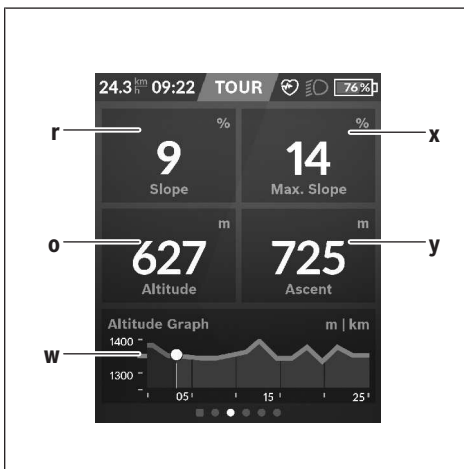 24.3 km/h 09:22 TOUR 76%
r % % x
9 14
Slope Max. Slope
o m m y
627 725
Altitude Ascent
Altitude Graph m | km
w 1400
1300
05' 15' 25'